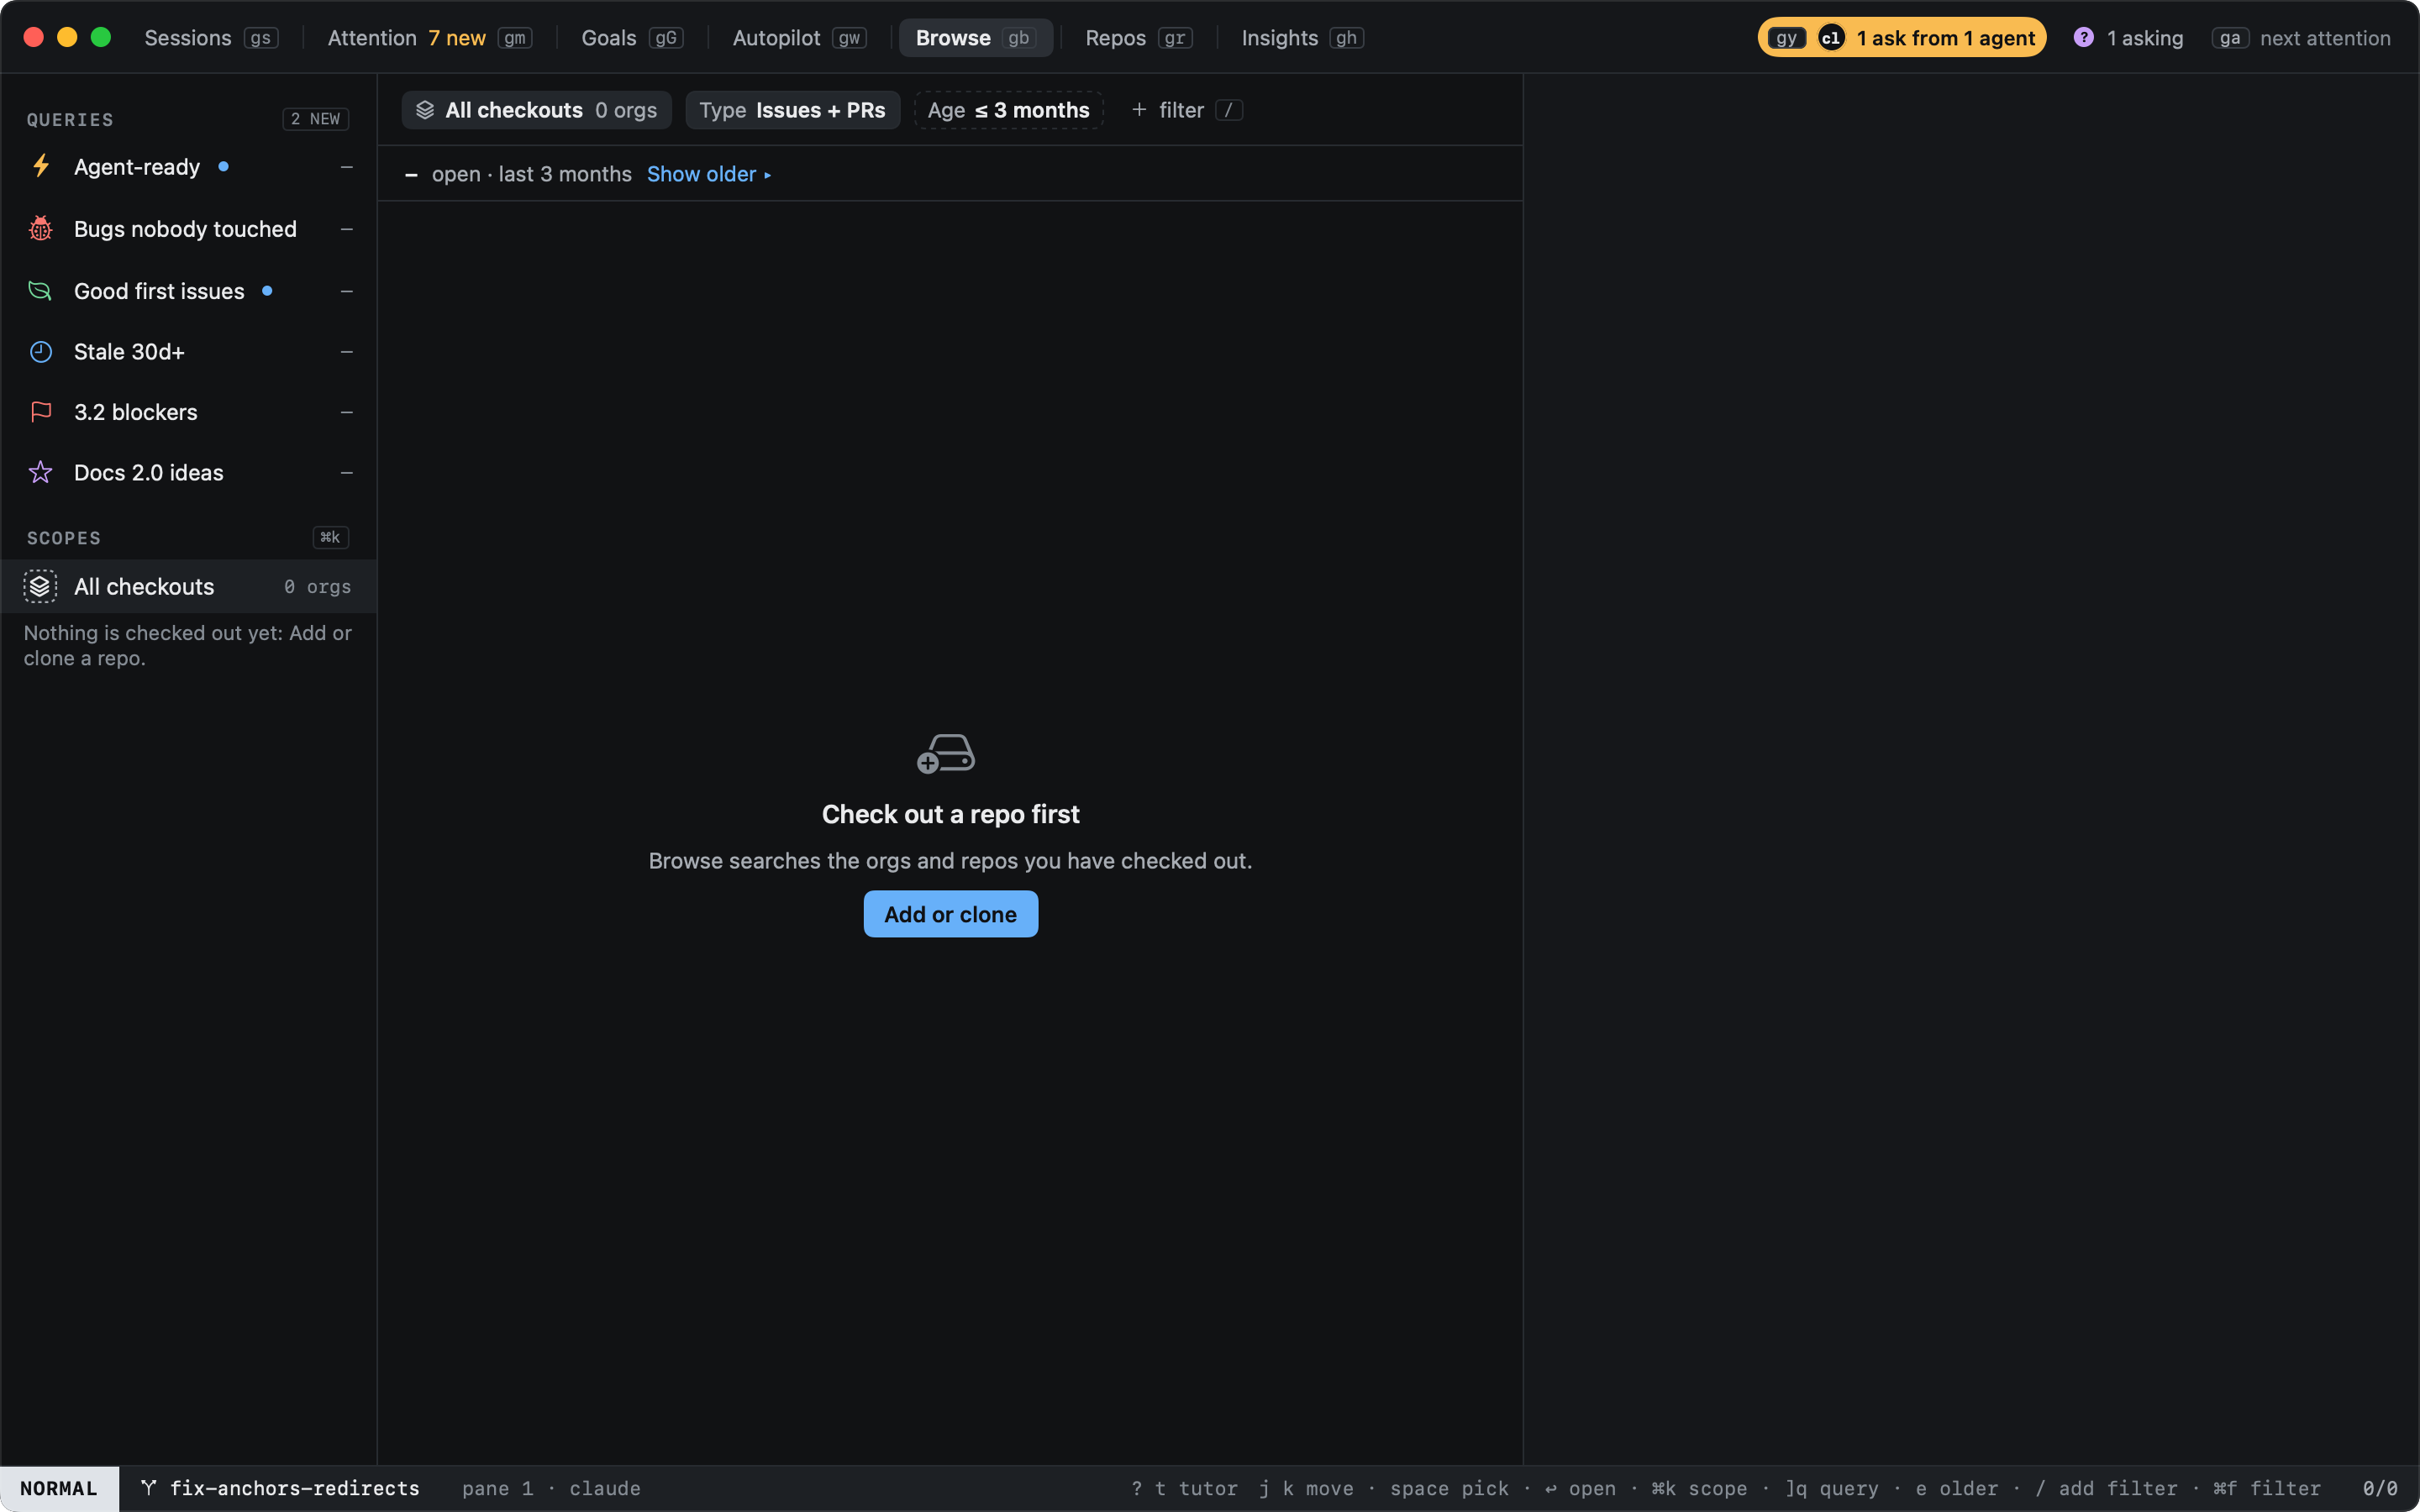 Sessions gs Attention 7 new gm Goals gG Autopilot gw Browse gb Repos gr Insights gh gy cl 1 ask from 1 agent ? 1 asking ga next attention
QUERIES 2 NEW
Agent-ready –
Bugs nobody touched –
Good first issues –
Stale 30d+ –
3.2 blockers –
Docs 2.0 ideas –
SCOPES ⌘k
All checkouts 0 orgs
Nothing is checked out yet: Add or
clone a repo.
All checkouts 0 orgs Type Issues + PRs Age ≤ 3 months + filter /
– open · last 3 months Show older ▸
Check out a repo first
Browse searches the orgs and repos you have checked out.
Add or clone
NORMAL fix-anchors-redirects pane 1 · claude ? t tutor j k move · space pick · ↩ open · ⌘k scope · ]q query · e older · / add filter · ⌘f filter 0/0